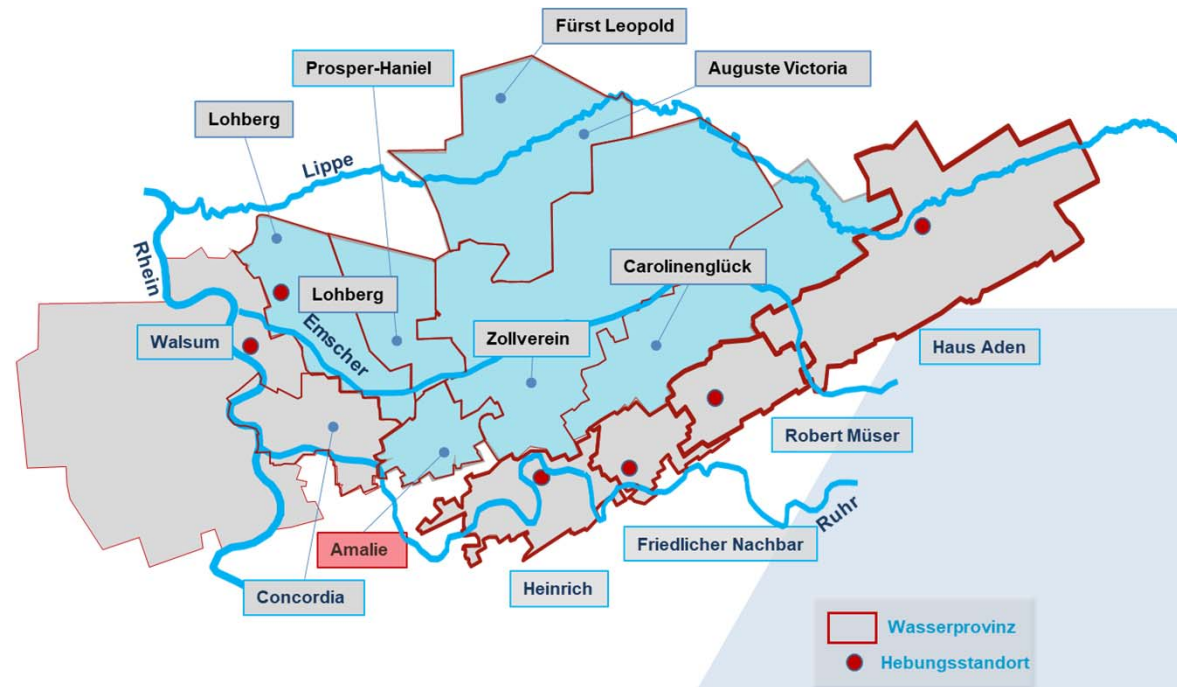 Fürst Leopold
Prosper-Haniel
Auguste Victoria
Lohberg
Lippe
Rhein
Carolinenglück
Lohberg
Emscher
Walsum
Zollverein
Haus Aden
Robert Müser
Ruhr
Amalie
Friedlicher Nachbar
Heinrich
Concordia
Wasserprovinz
Hebungsstandort